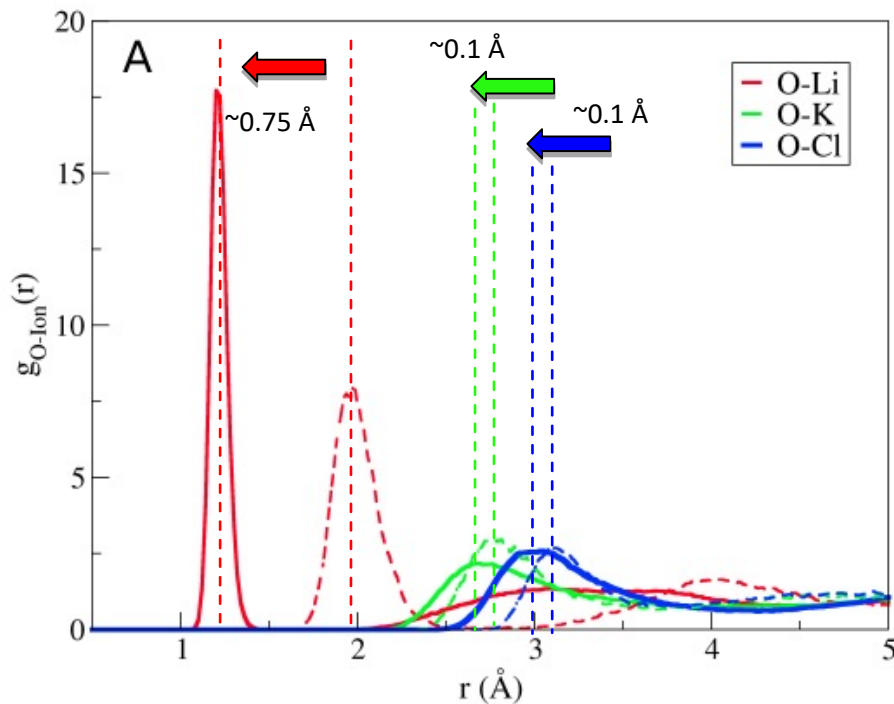 A
20
15
10
5
0
g_O-Ion(r)
~0.75 Å
~0.1 Å
~0.1 Å
O-Li
O-K
O-Cl
1 2 3 4 5
r (Å)